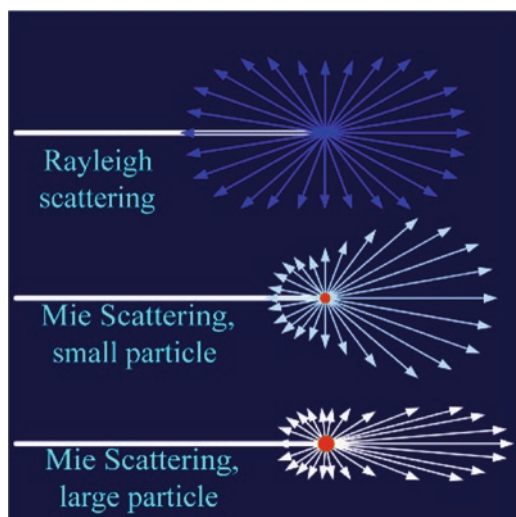 Rayleigh
scattering
Mie Scattering,
small particle
Mie Scattering,
large particle